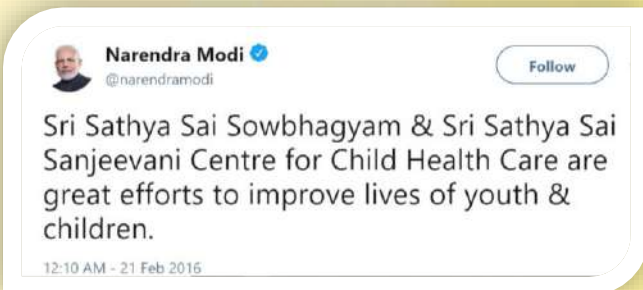 Narendra Modi
@narendramodi
Follow
Sri Sathya Sai Sowbhagyam & Sri Sathya Sai
Sanjeevani Centre for Child Health Care are
great efforts to improve lives of youth &
children.
12:10 AM - 21 Feb 2016